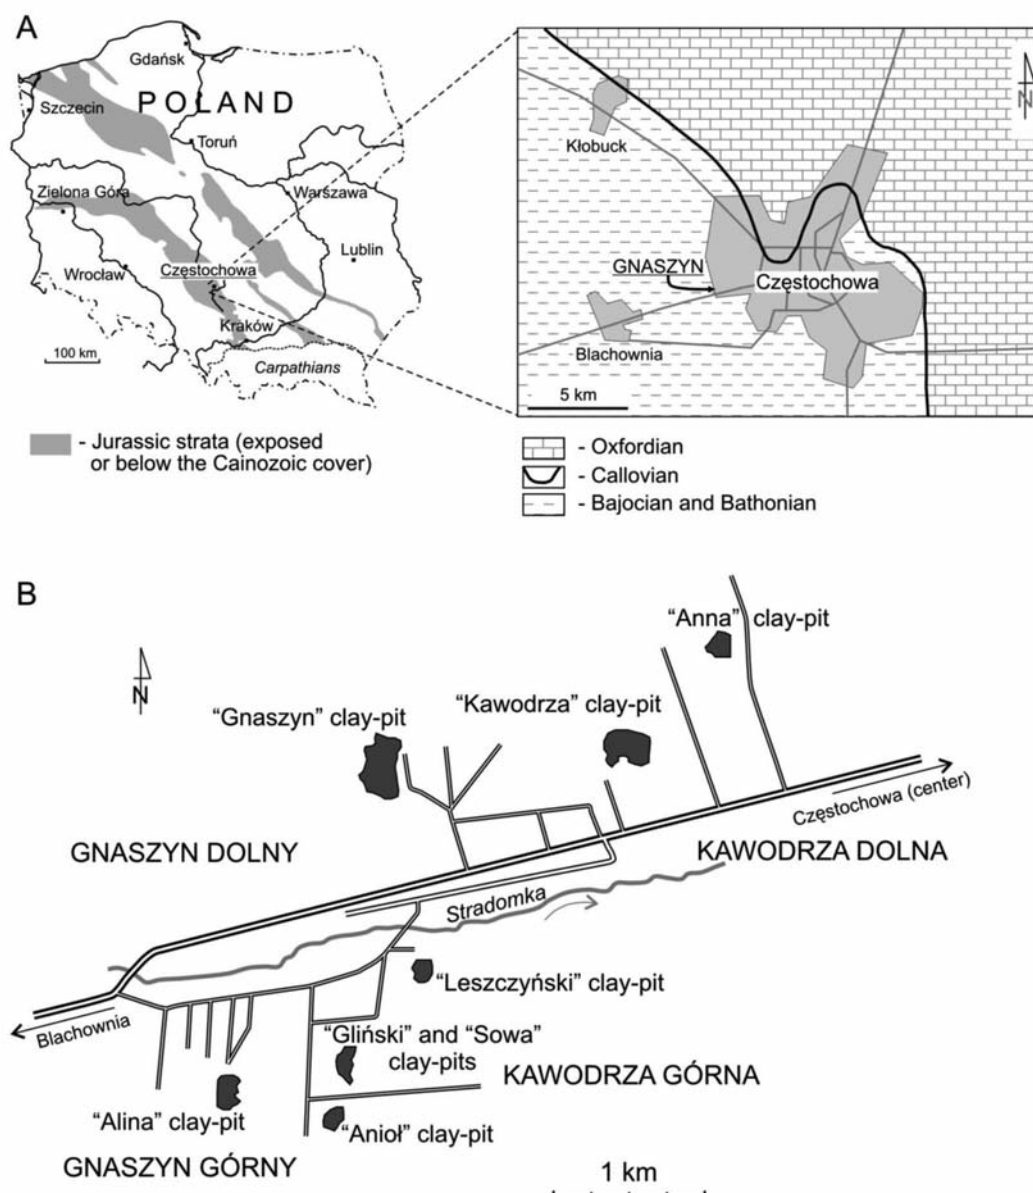 A
Gdańsk
POLAND
Szczecin
Toruń
Zielona Góra
Warszawa
Wrocław
Lublin
Częstochowa
Kraków
100 km
Carpathians
- Jurassic strata (exposed
or below the Cainozoic cover)
N
Kłobuck
GNASZYN
Częstochowa
Blachownia
5 km
- Oxfordian
- Callovian
- Bajocian and Bathonian
B
N
"Anna" clay-pit
"Gnaszyn" clay-pit
"Kawodrza" clay-pit
Częstochowa (center)
GNASZYN DOLNY
KAWODRZA DOLNA
Stradomka
"Leszczyński" clay-pit
Blachownia
"Gliński" and "Sowa"
clay-pits
KAWODRZA GÓRNA
"Alina" clay-pit
"Anioł" clay-pit
GNASZYN GÓRNY
1 km